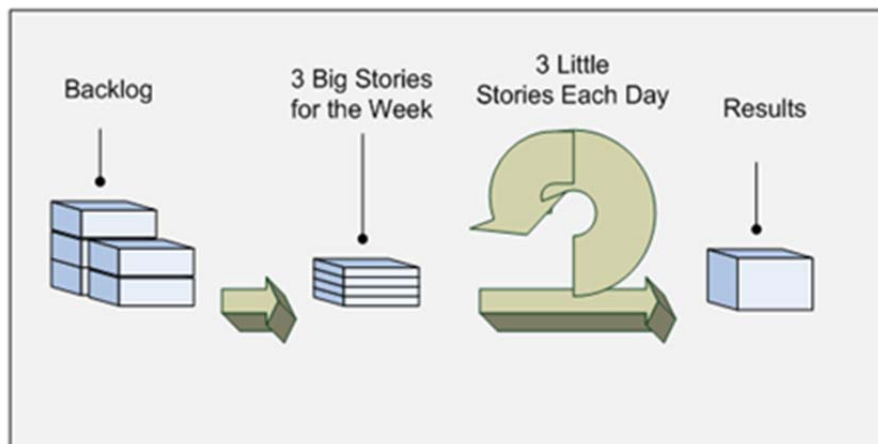 Backlog
3 Big Stories
for the Week
3 Little
Stories Each Day
Results